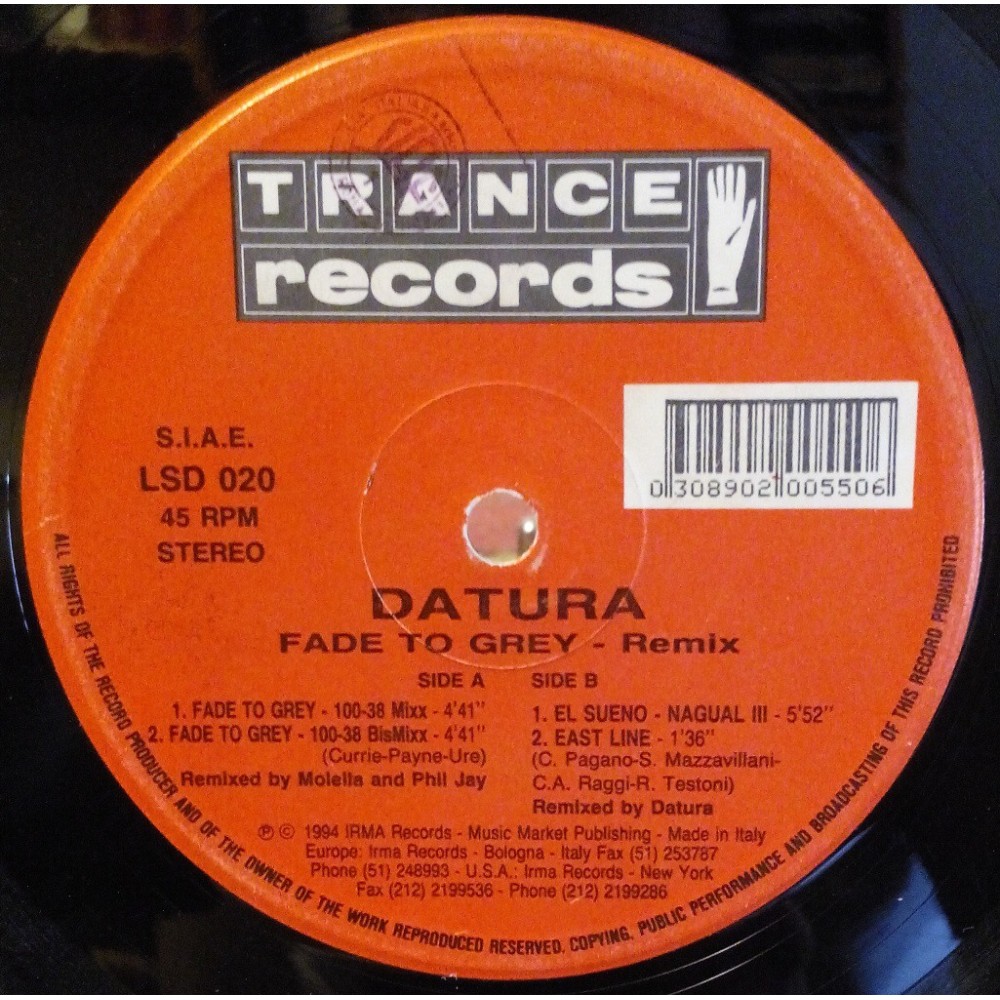 TRANCE
records
S.I.A.E.
LSD 020
45 RPM
STEREO
0 308902 005506
DATURA
FADE TO GREY - Remix
SIDE A
1. FADE TO GREY - 100-38 Mixx - 4'41"
2. FADE TO GREY - 100-38 BisMixx - 4'41"
(Currie-Payne-Ure)
Remixed by Molella and Phil Jay
SIDE B
1. EL SUENO - NAGUAL III - 5'52"
2. EAST LINE - 1'36"
(C. Pagano-S. Mazzavillani-
C.A. Raggi-R. Testoni)
Remixed by Datura
℗ © 1994 IRMA Records - Music Market Publishing - Made in Italy
Europe: Irma Records - Bologna - Italy Fax (51) 253787
Phone (51) 248993 - U.S.A.: Irma Records - New York
Fax (212) 2199536 - Phone (212) 2199286
ALL RIGHTS OF THE RECORD PRODUCER AND OF THE OWNER OF THE WORK REPRODUCED RESERVED. COPYING, PUBLIC PERFORMANCE AND BROADCASTING OF THIS RECORD PROHIBITED